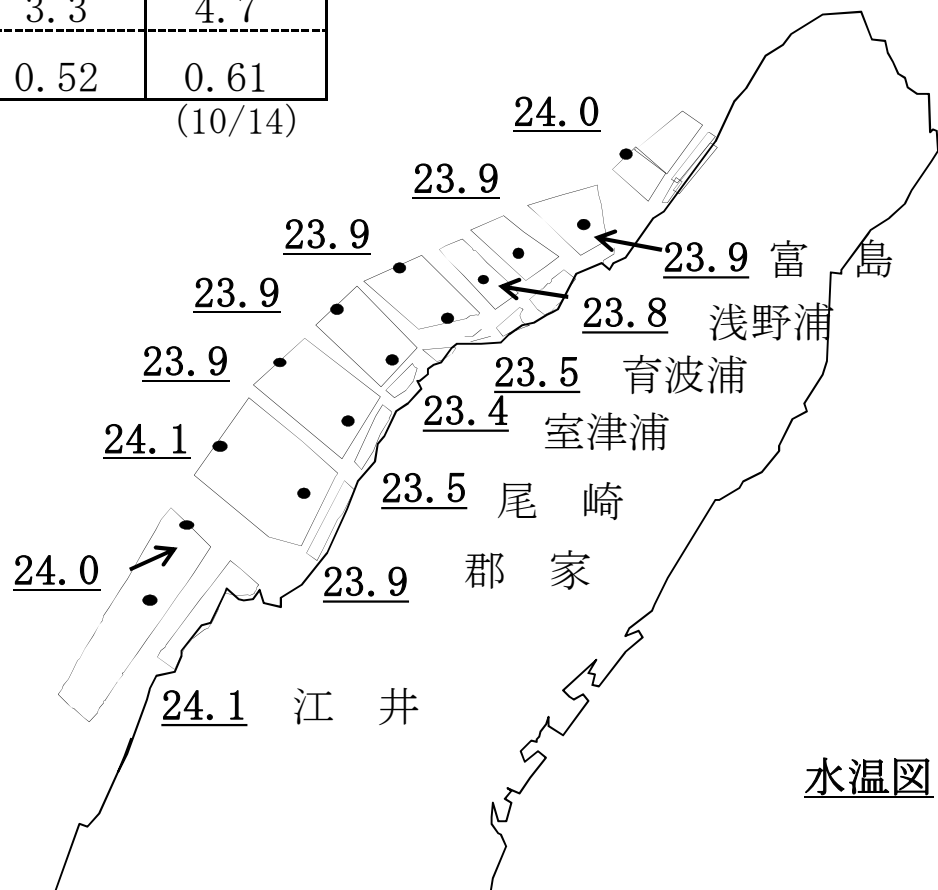 3.3 4.7
0.52 0.61
(10/14)
24.0
23.9
23.9
23.9 富 島
23.9
23.8 浅野浦
23.9
23.5 育波浦
23.4 室津浦
24.1
23.5 尾 崎
24.0
23.9 郡 家
24.1 江 井
水温図